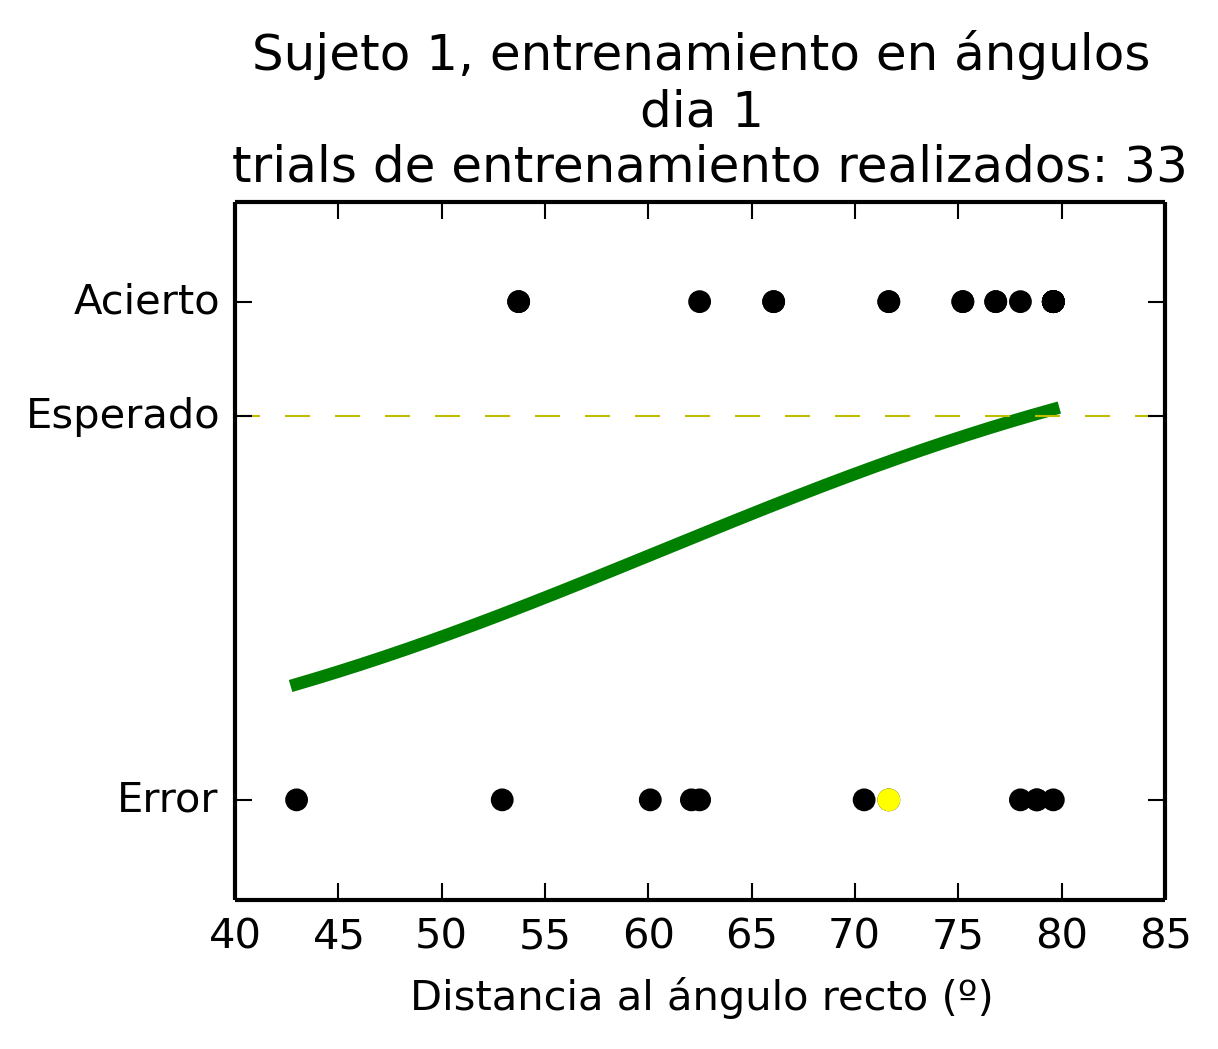 Sujeto 1, entrenamiento en ángulos
dia 1
trials de entrenamiento realizados: 33
Acierto
Esperado
Error
40 45 50 55 60 65 70 75 80 85
Distancia al ángulo recto (º)